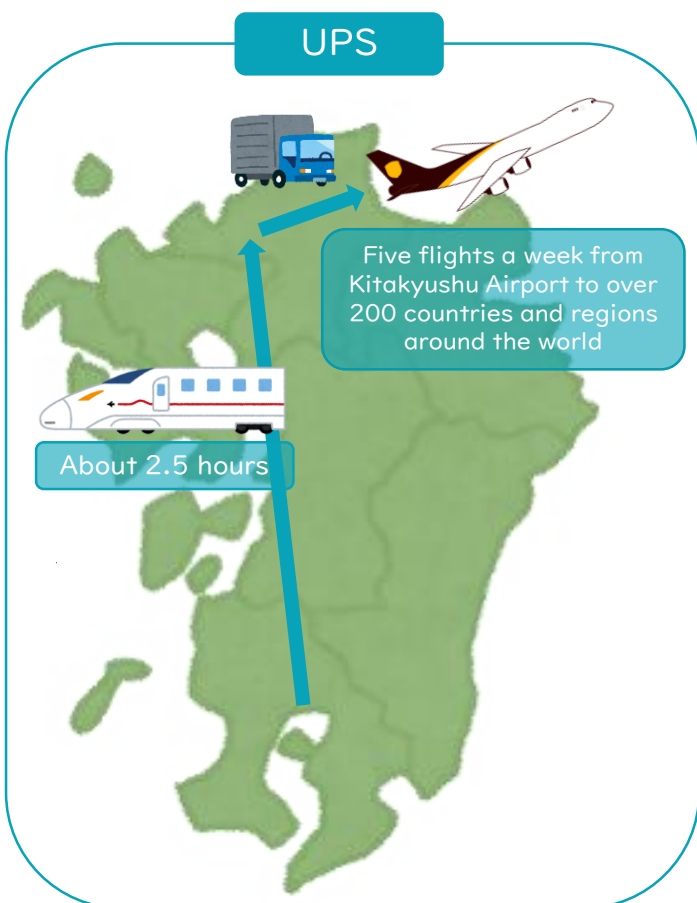 UPS
Five flights a week from
Kitakyushu Airport to over
200 countries and regions
around the world
About 2.5 hours